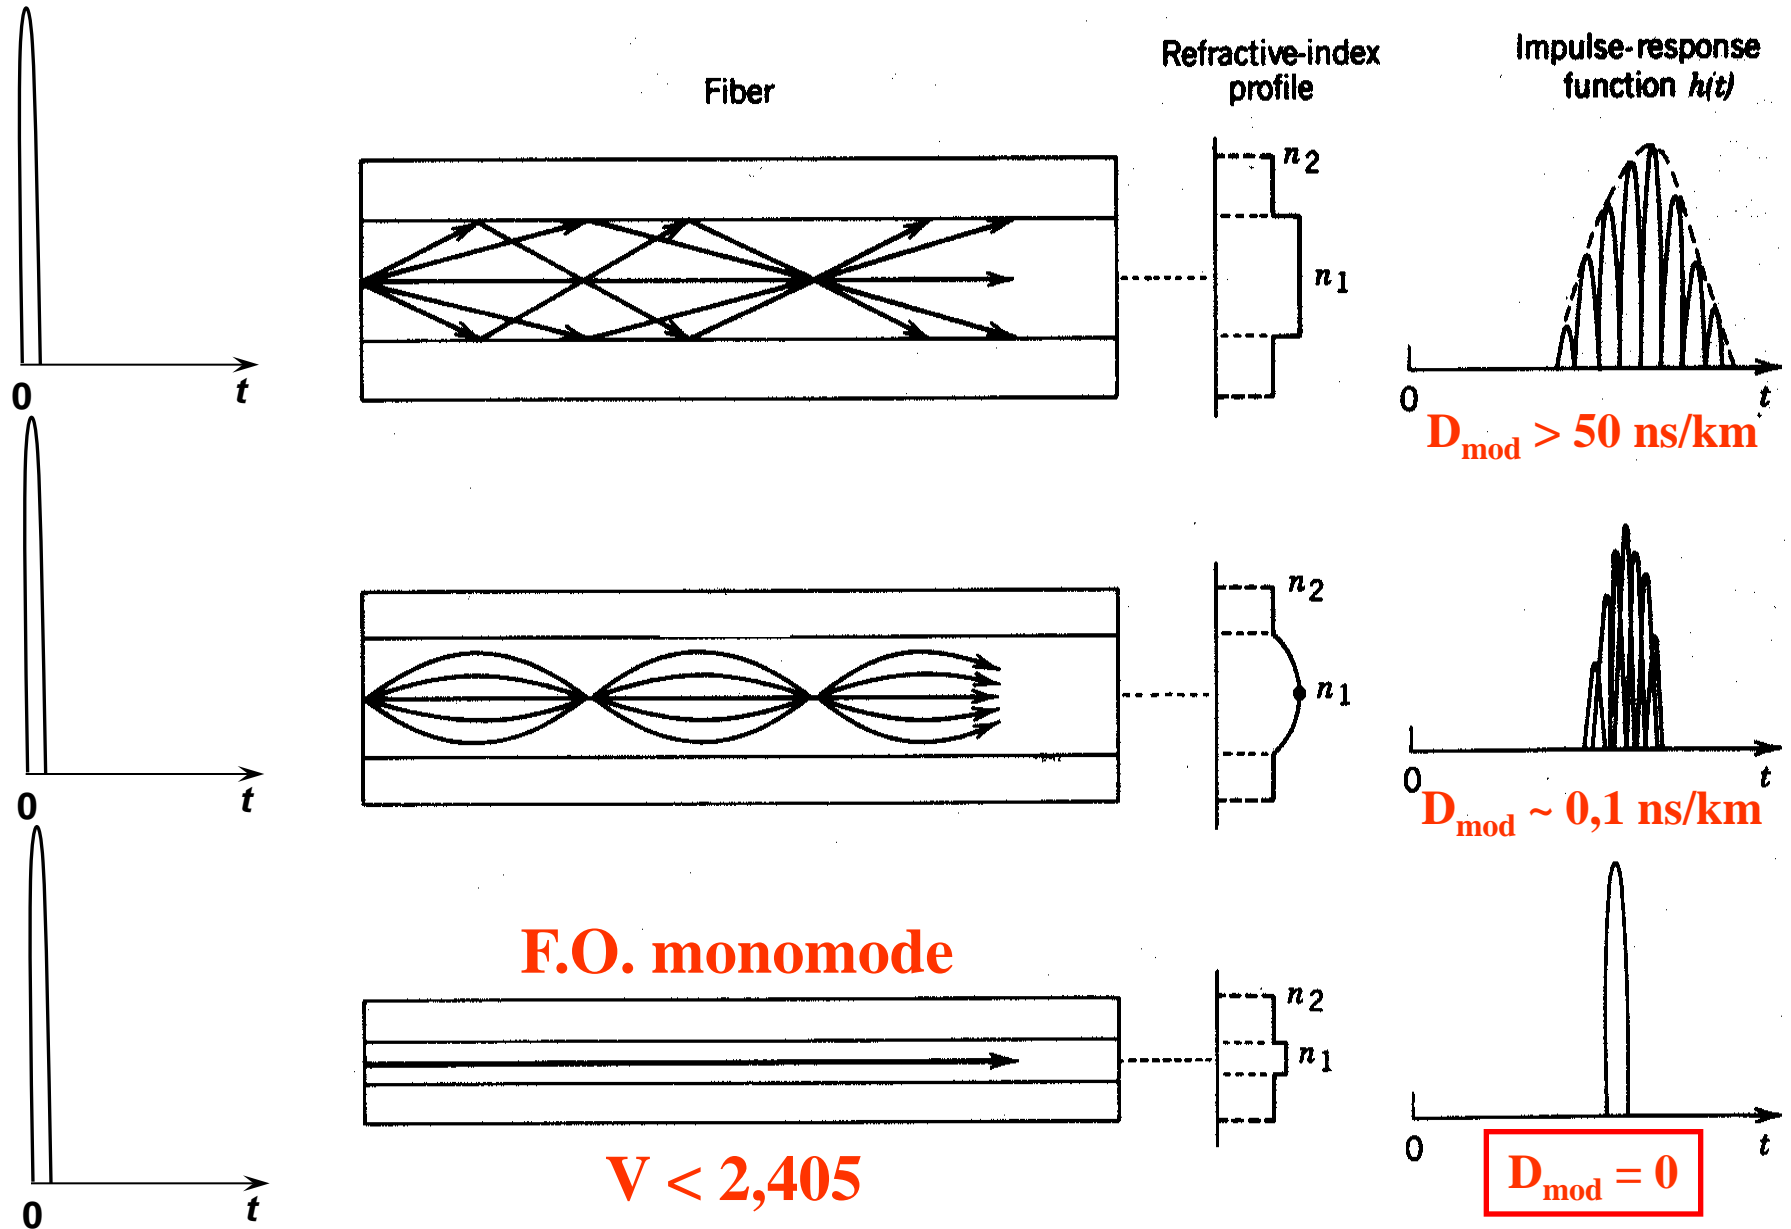 Fiber
Refractive-index
profile
Impulse-response
function h(t)
n2
n1
0
t
0
t
Dmod > 50 ns/km
n2
n1
0
t
0
t
Dmod ~ 0,1 ns/km
F.O. monomode
n2
n1
0
t
V < 2,405
Dmod = 0
0
t